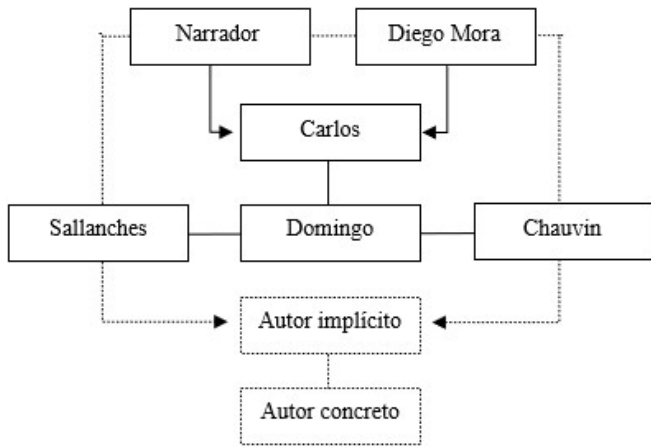 Narrador
Diego Mora
Carlos
Sallanches
Domingo
Chauvin
Autor implícito
Autor concreto